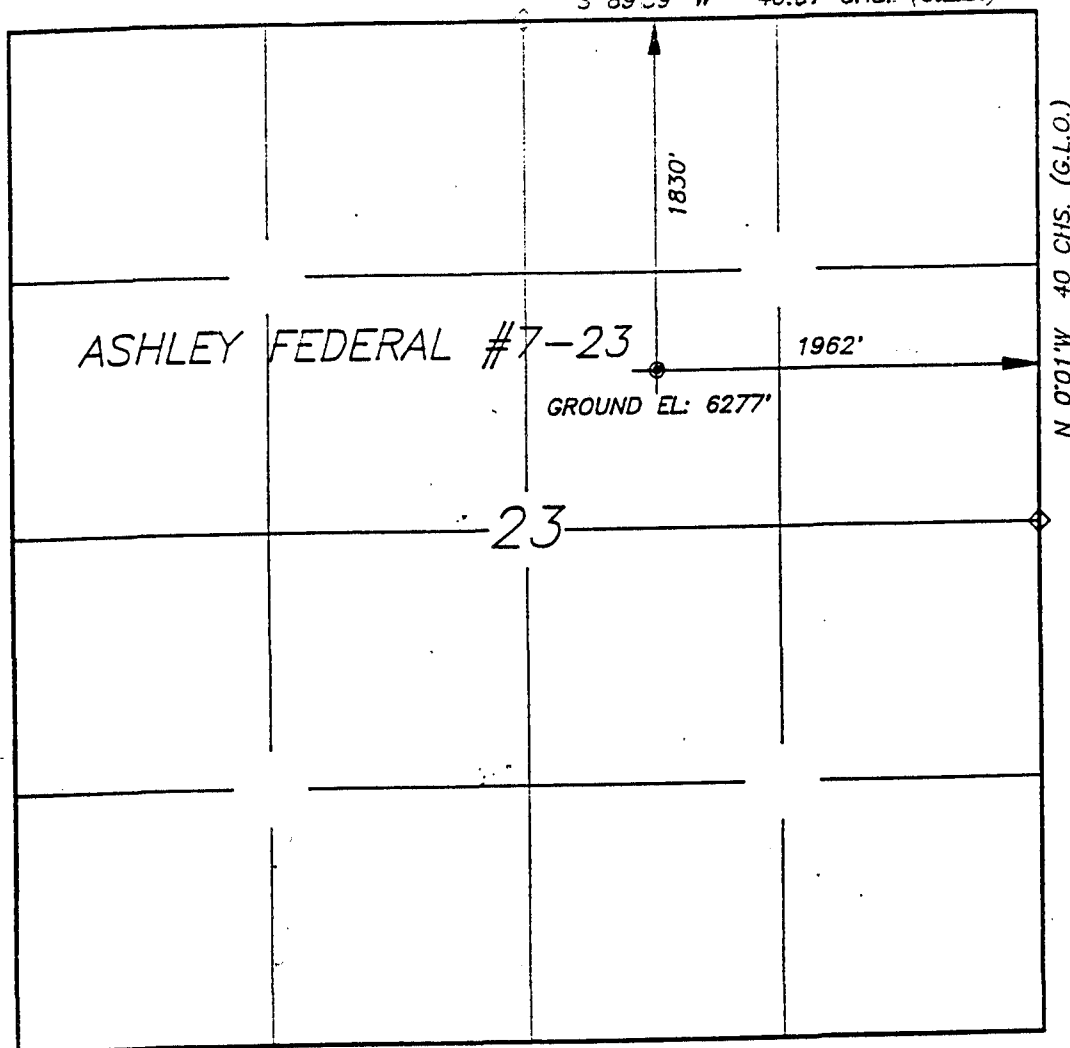 1830'
N 0°01'W 40 CHS. (G.L.O.)
ASHLEY FEDERAL #7-23
1962'
GROUND EL: 6277'
23